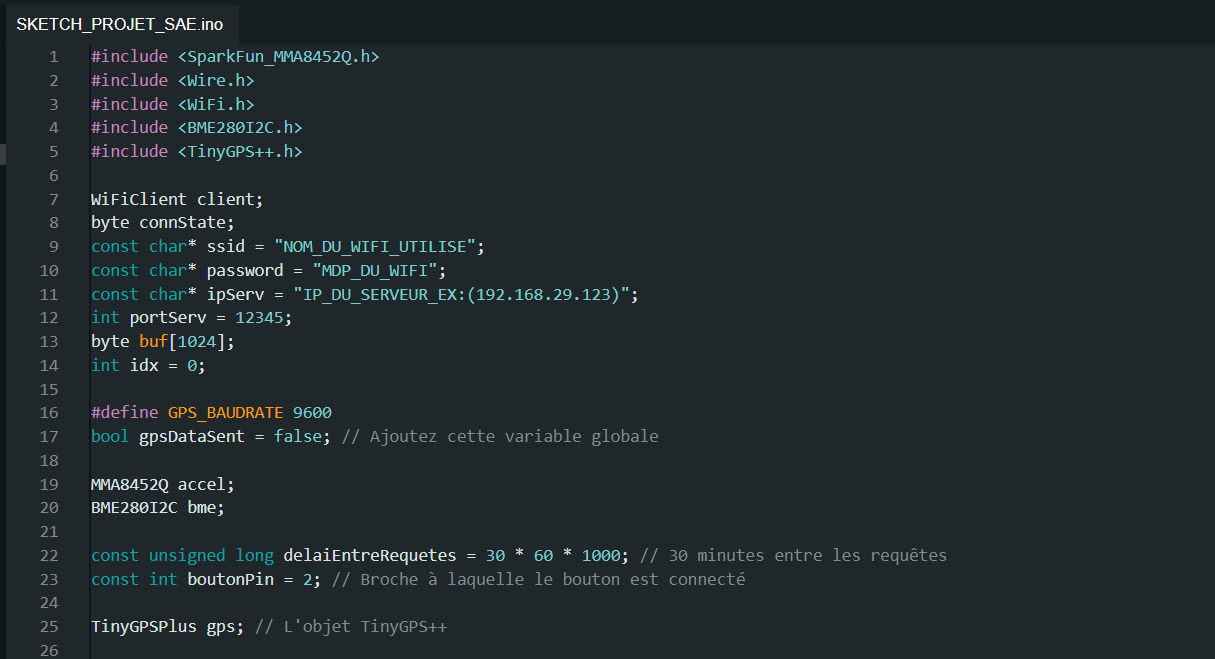 SKETCH_PROJET_SAE.ino
1 #include <SparkFun_MMA8452Q.h>
2 #include <Wire.h>
3 #include <WiFi.h>
4 #include <BME280I2C.h>
5 #include <TinyGPS++.h>
6
7 WiFiClient client;
8 byte connState;
9 const char* ssid = "NOM_DU_WIFI_UTILISE";
10 const char* password = "MDP_DU_WIFI";
11 const char* ipServ = "IP_DU_SERVEUR_EX:(192.168.29.123)";
12 int portServ = 12345;
13 byte buf[1024];
14 int idx = 0;
15
16 #define GPS_BAUDRATE 9600
17 bool gpsDataSent = false; // Ajoutez cette variable globale
18
19 MMA8452Q accel;
20 BME280I2C bme;
21
22 const unsigned long delaiEntreRequetes = 30 * 60 * 1000; // 30 minutes entre les requêtes
23 const int boutonPin = 2; // Broche à laquelle le bouton est connecté
24
25 TinyGPSPlus gps; // L'objet TinyGPS++
26